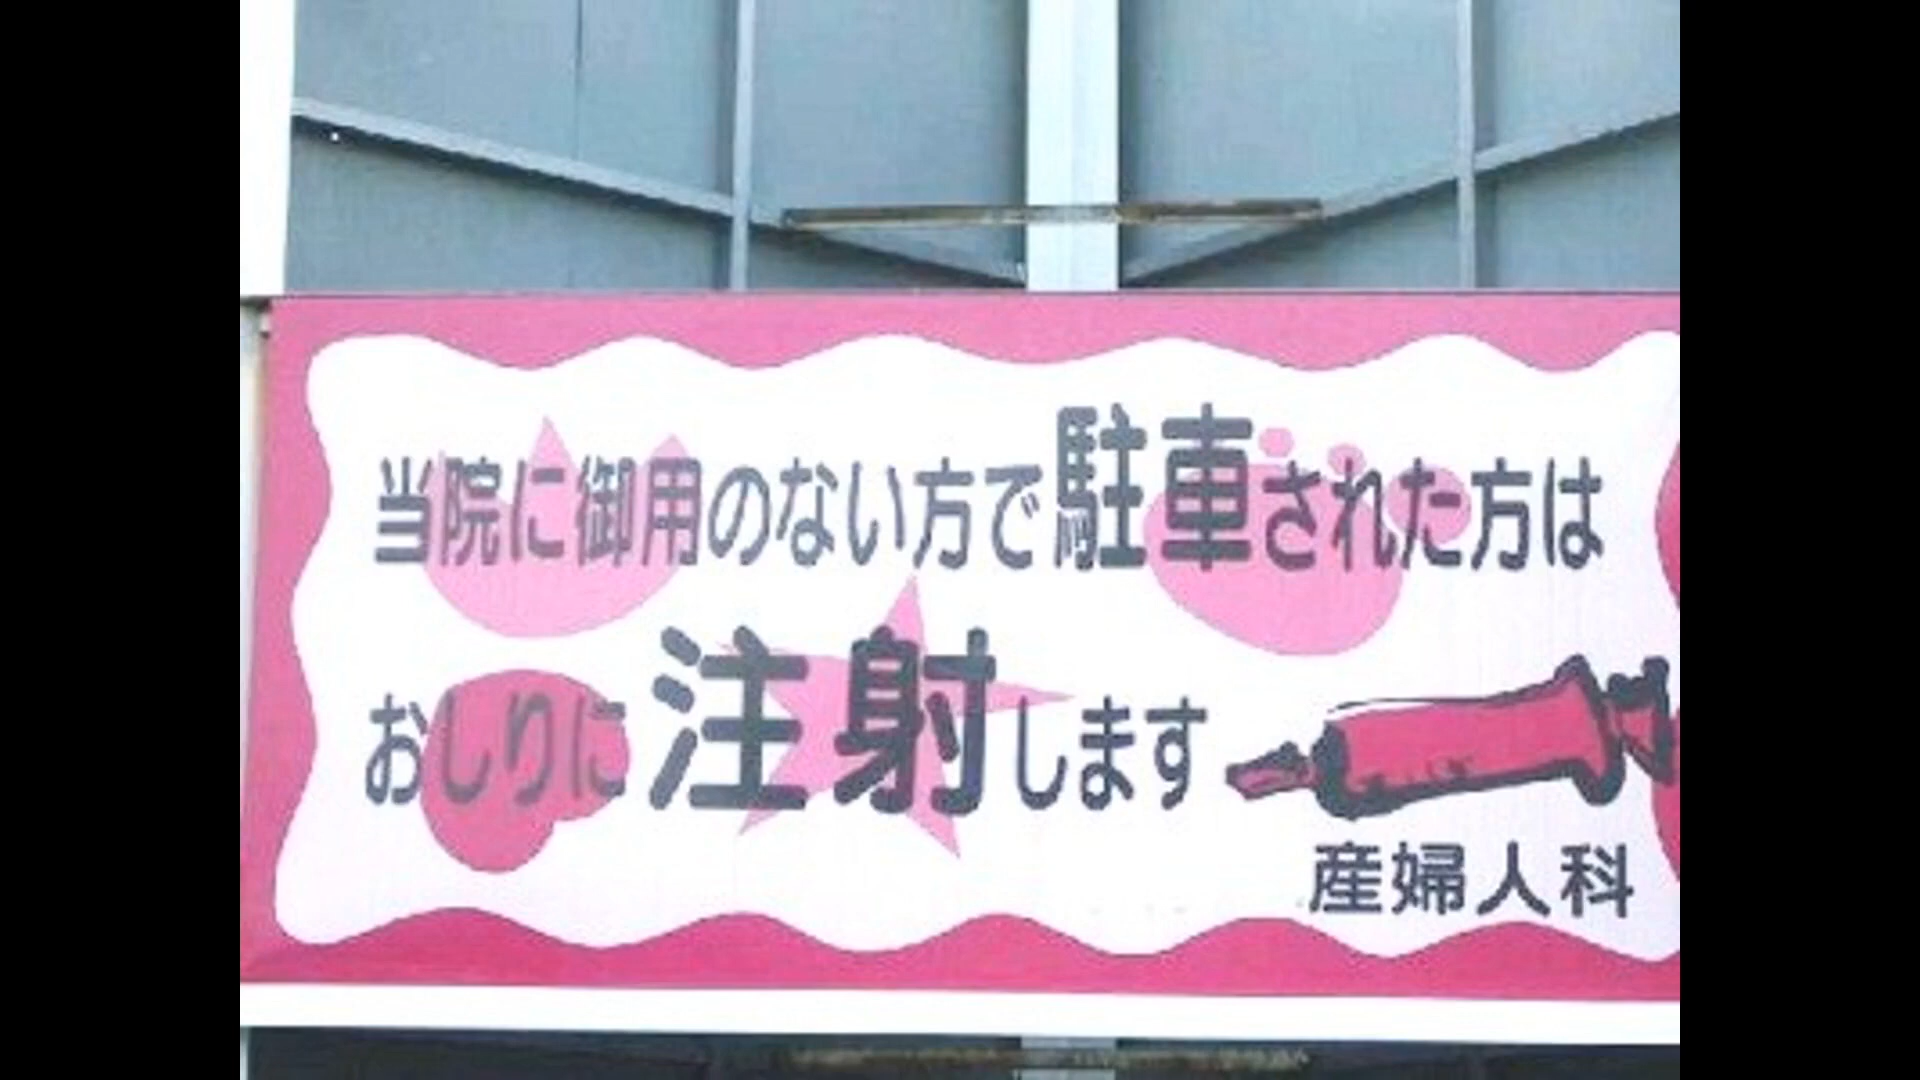 当院に御用のない方で駐車された方は
おしりに注射します
産婦人科